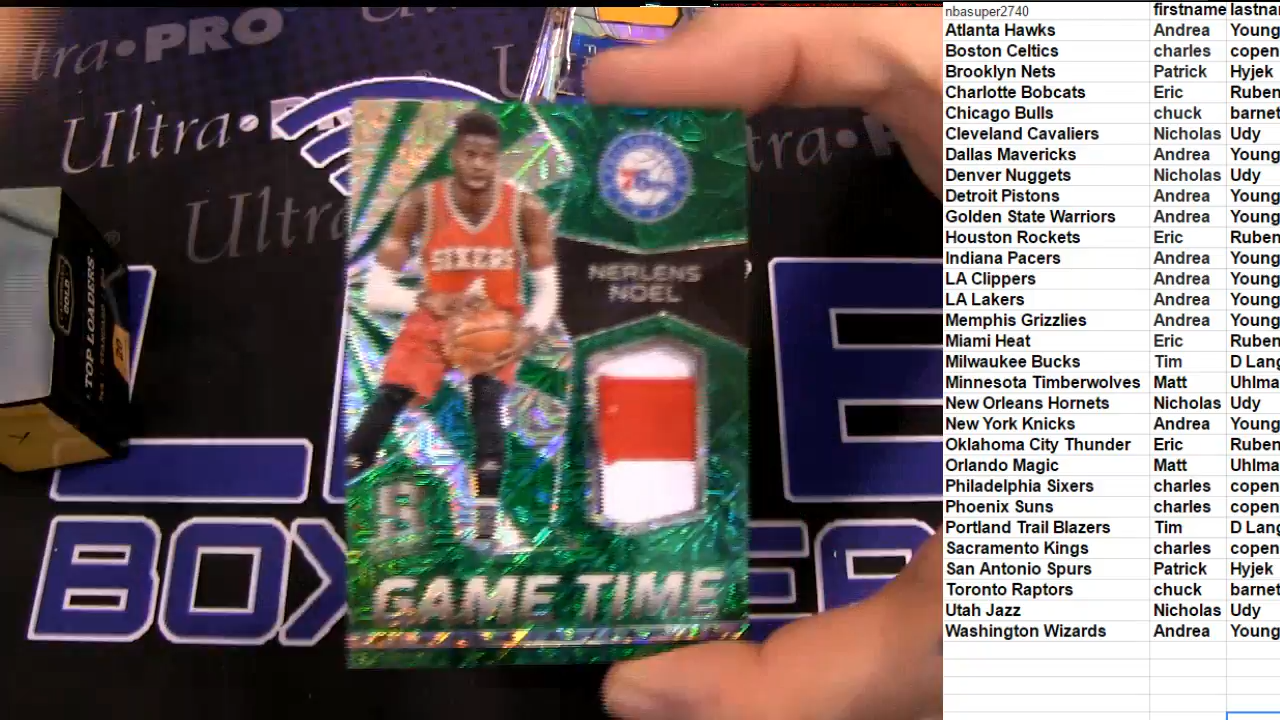 Ultra•PRO
Ultra
tra•PRO
Ultra
NERLENS
NOEL
SIXERS
76ers
GAME TIME
TOP LOADERS
20
BOX
nbasuper2740 firstname lastna
Atlanta Hawks Andrea Young
Boston Celtics charles copen
Brooklyn Nets Patrick Hyjek
Charlotte Bobcats Eric Ruben
Chicago Bulls chuck barnet
Cleveland Cavaliers Nicholas Udy
Dallas Mavericks Andrea Young
Denver Nuggets Nicholas Udy
Detroit Pistons Andrea Young
Golden State Warriors Andrea Young
Houston Rockets Eric Ruben
Indiana Pacers Andrea Young
LA Clippers Andrea Young
LA Lakers Andrea Young
Memphis Grizzlies Andrea Young
Miami Heat Eric Ruben
Milwaukee Bucks Tim D Lang
Minnesota Timberwolves Matt Uhlma
New Orleans Hornets Nicholas Udy
New York Knicks Andrea Young
Oklahoma City Thunder Eric Ruben
Orlando Magic Matt Uhlma
Philadelphia Sixers charles copen
Phoenix Suns charles copen
Portland Trail Blazers Tim D Lang
Sacramento Kings charles copen
San Antonio Spurs Patrick Hyjek
Toronto Raptors chuck barnet
Utah Jazz Nicholas Udy
Washington Wizards Andrea Young